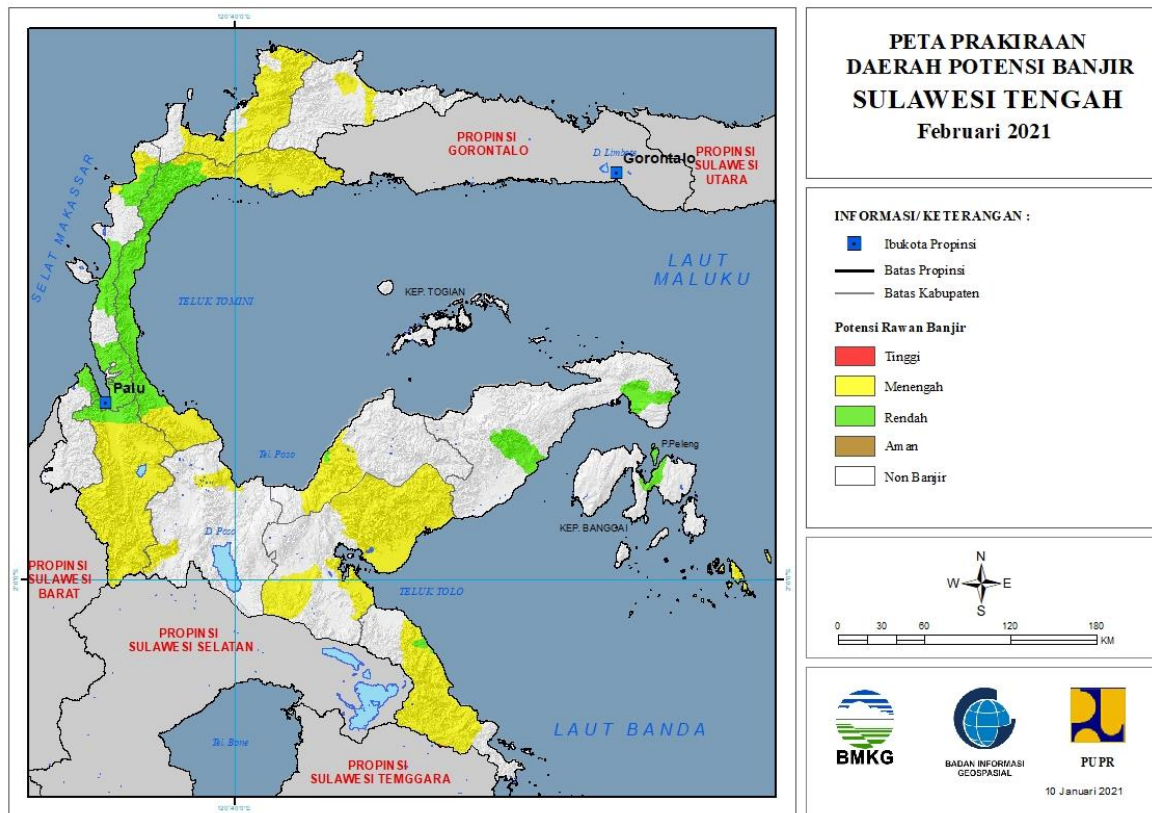 120°40'0"E
PROPINSI
GORONTALO
D. Limboto
Gorontalo
PROPINSI
SULAWESI
UTARA
SELAT MAKASSAR
LAUT
MALUKU
TELUK TOMINI
KEP. TOGIAN
Palu
Tel. Poso
P.Peleng
KEP. BANGGAI
D. Poso
PROPINSI
SULAWESI
BARAT
TELUK TOLO
PROPINSI
SULAWESI SELATAN
LAUT BANDA
Tel. Bone
PROPINSI
SULAWESI TEMGGARA
PETA PRAKIRAAN
DAERAH POTENSI BANJIR
SULAWESI TENGAH
Februari 2021
INFORMASI/ KETERANGAN :
Ibukota Propinsi
Batas Propinsi
Batas Kabupaten
Potensi Rawan Banjir
Tinggi
Menengah
Rendah
Aman
Non Banjir
N
W E
S
0 30 60 120 180
KM
BMKG
BADAN INFORMASI
GEOSPASIAL
PUPR
10 Januari 2021